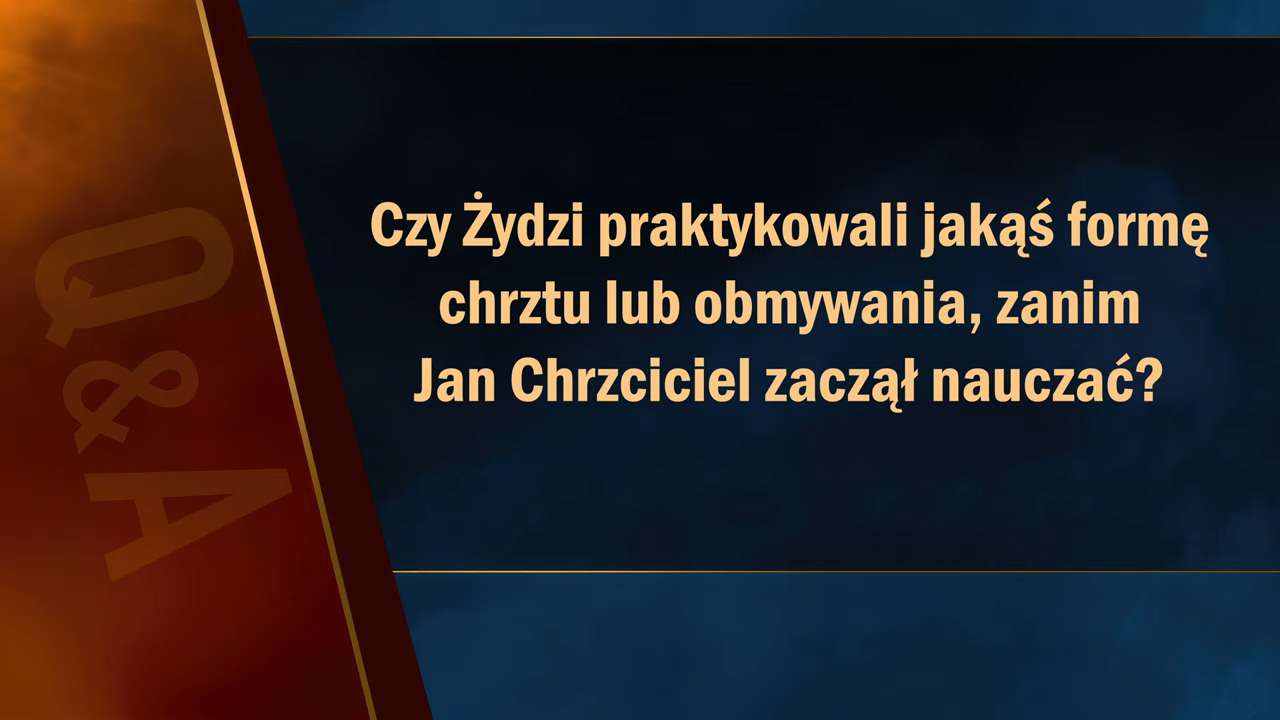 Q&A
Czy Żydzi praktykowali jakąś formę
chrztu lub obmywania, zanim
Jan Chrzciciel zaczął nauczać?